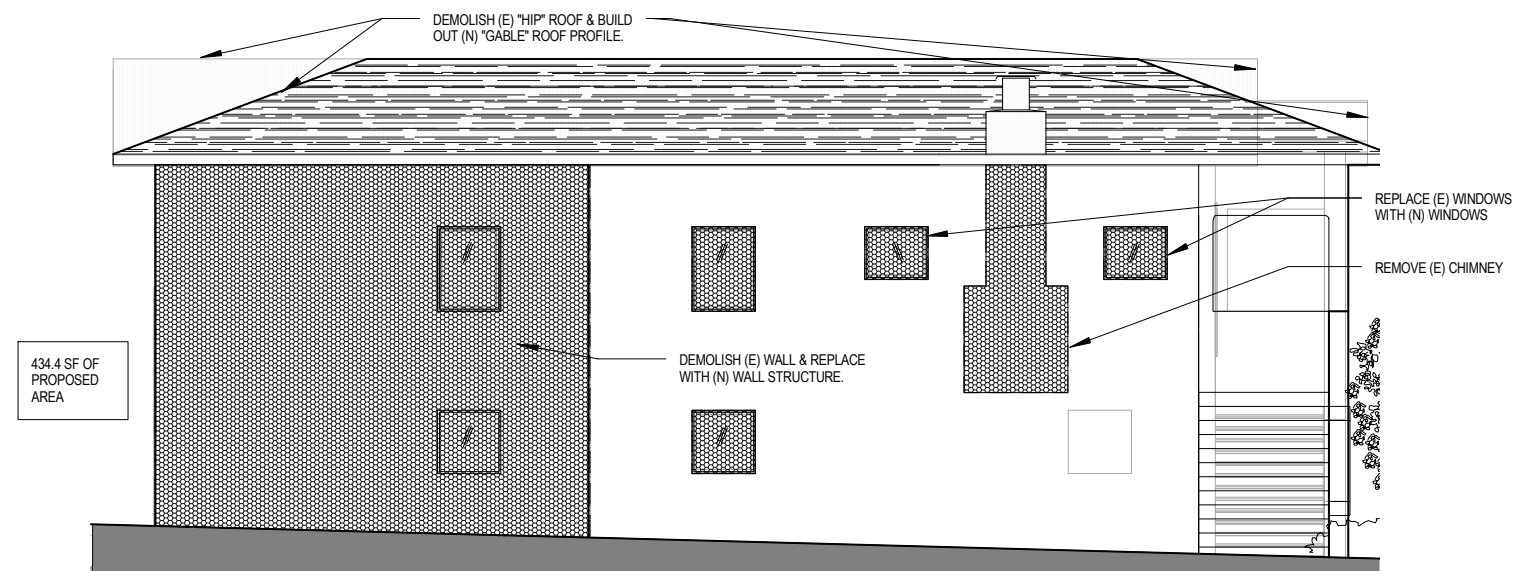 DEMOLISH (E) "HIP" ROOF & BUILD
OUT (N) "GABLE" ROOF PROFILE.
REPLACE (E) WINDOWS
WITH (N) WINDOWS
REMOVE (E) CHIMNEY
434.4 SF OF
PROPOSED
AREA
DEMOLISH (E) WALL & REPLACE
WITH (N) WALL STRUCTURE.